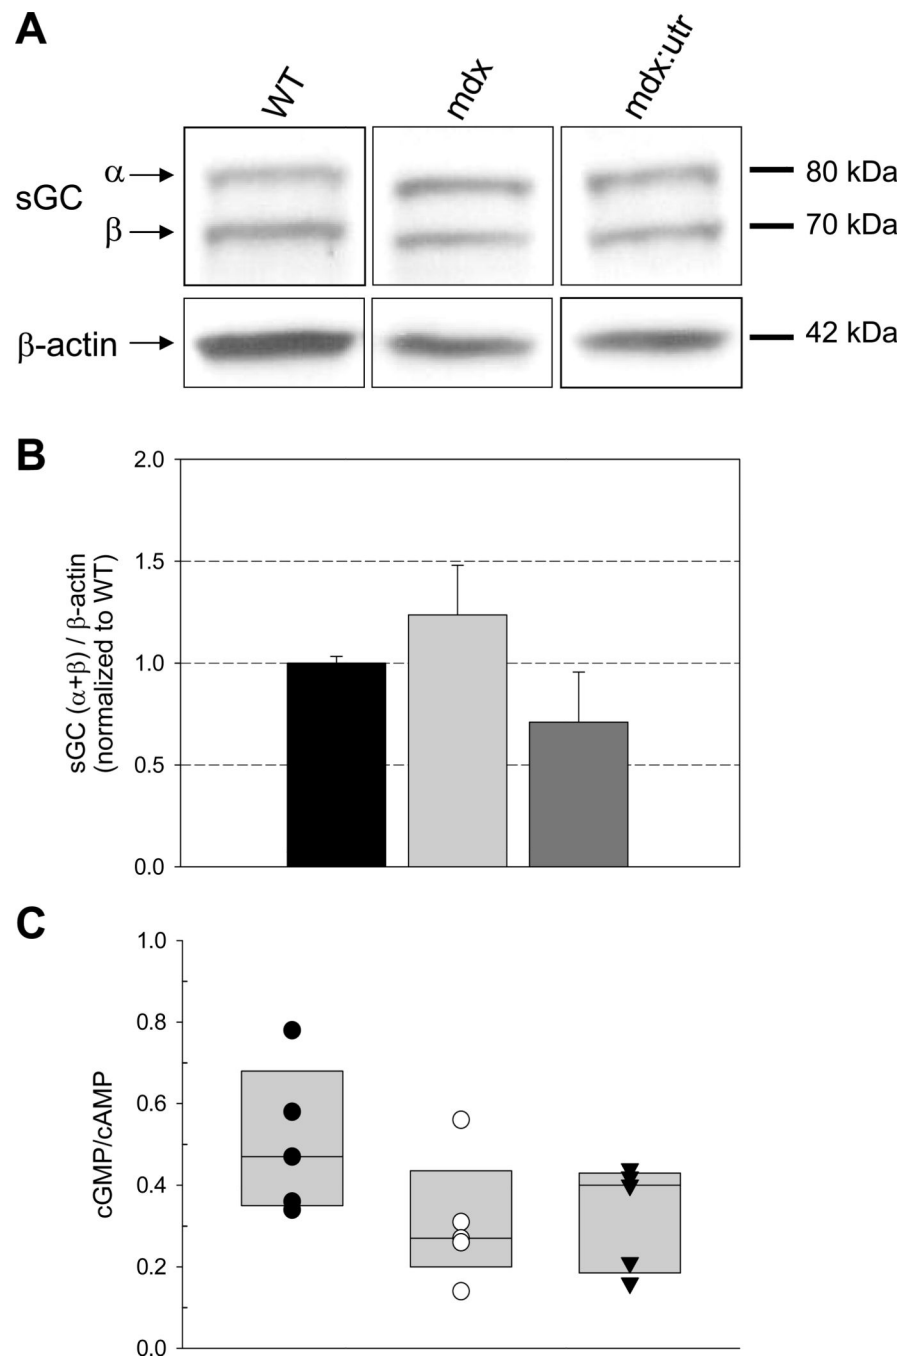 A
WT
mdx
mdx:utr
sGC
α
β
80 kDa
70 kDa
β-actin
42 kDa
B
sGC (α+β) / β-actin
(normalized to WT)
2.0
1.5
1.0
0.5
0.0
C
cGMP/cAMP
1.0
0.8
0.6
0.4
0.2
0.0